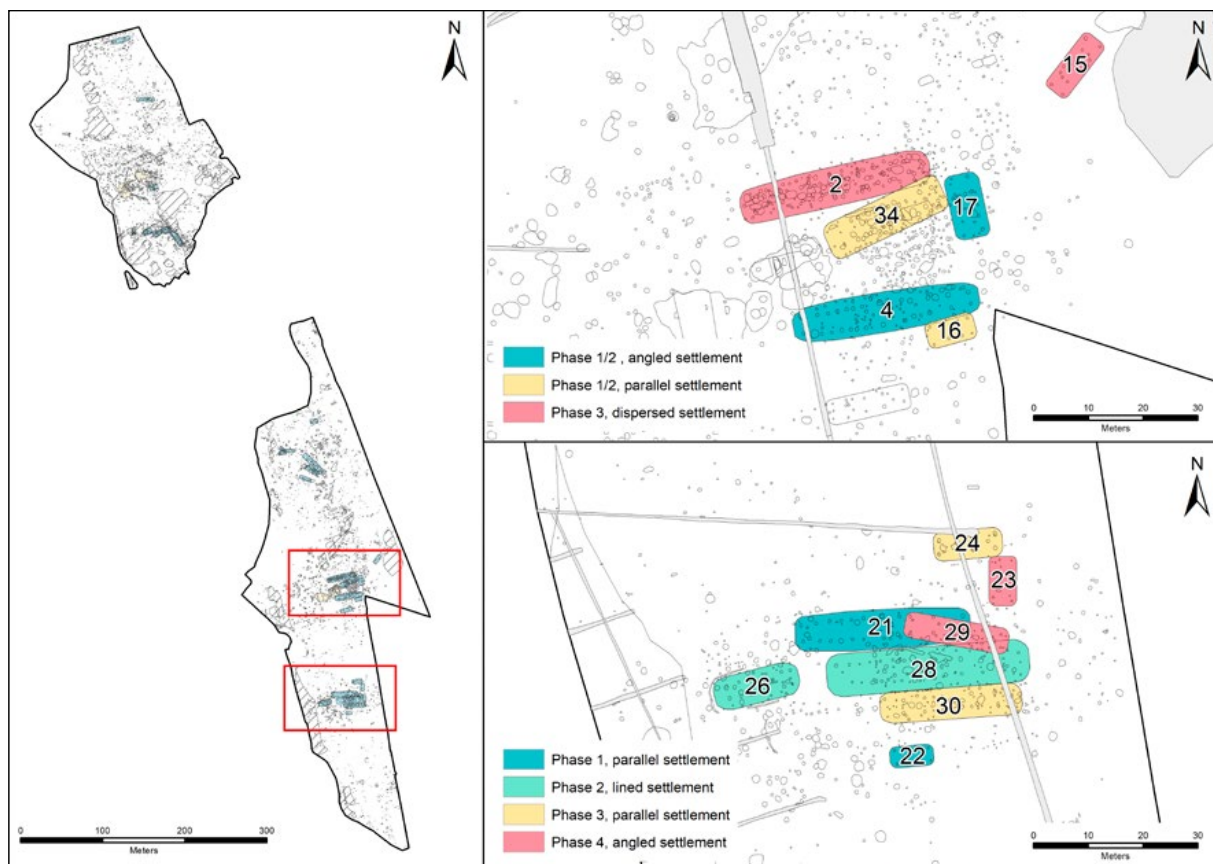 N
0 100 200 300
Meters
N
15
2
34
17
4
16
Phase 1/2 , angled settlement
Phase 1/2, parallel settlement
Phase 3, dispersed settlement
0 10 20 30
Meters
N
24
23
21
29
28
26
30
22
Phase 1, parallel settlement
Phase 2, lined settlement
Phase 3, parallel settlement
Phase 4, angled settlement
0 10 20 30
Meters